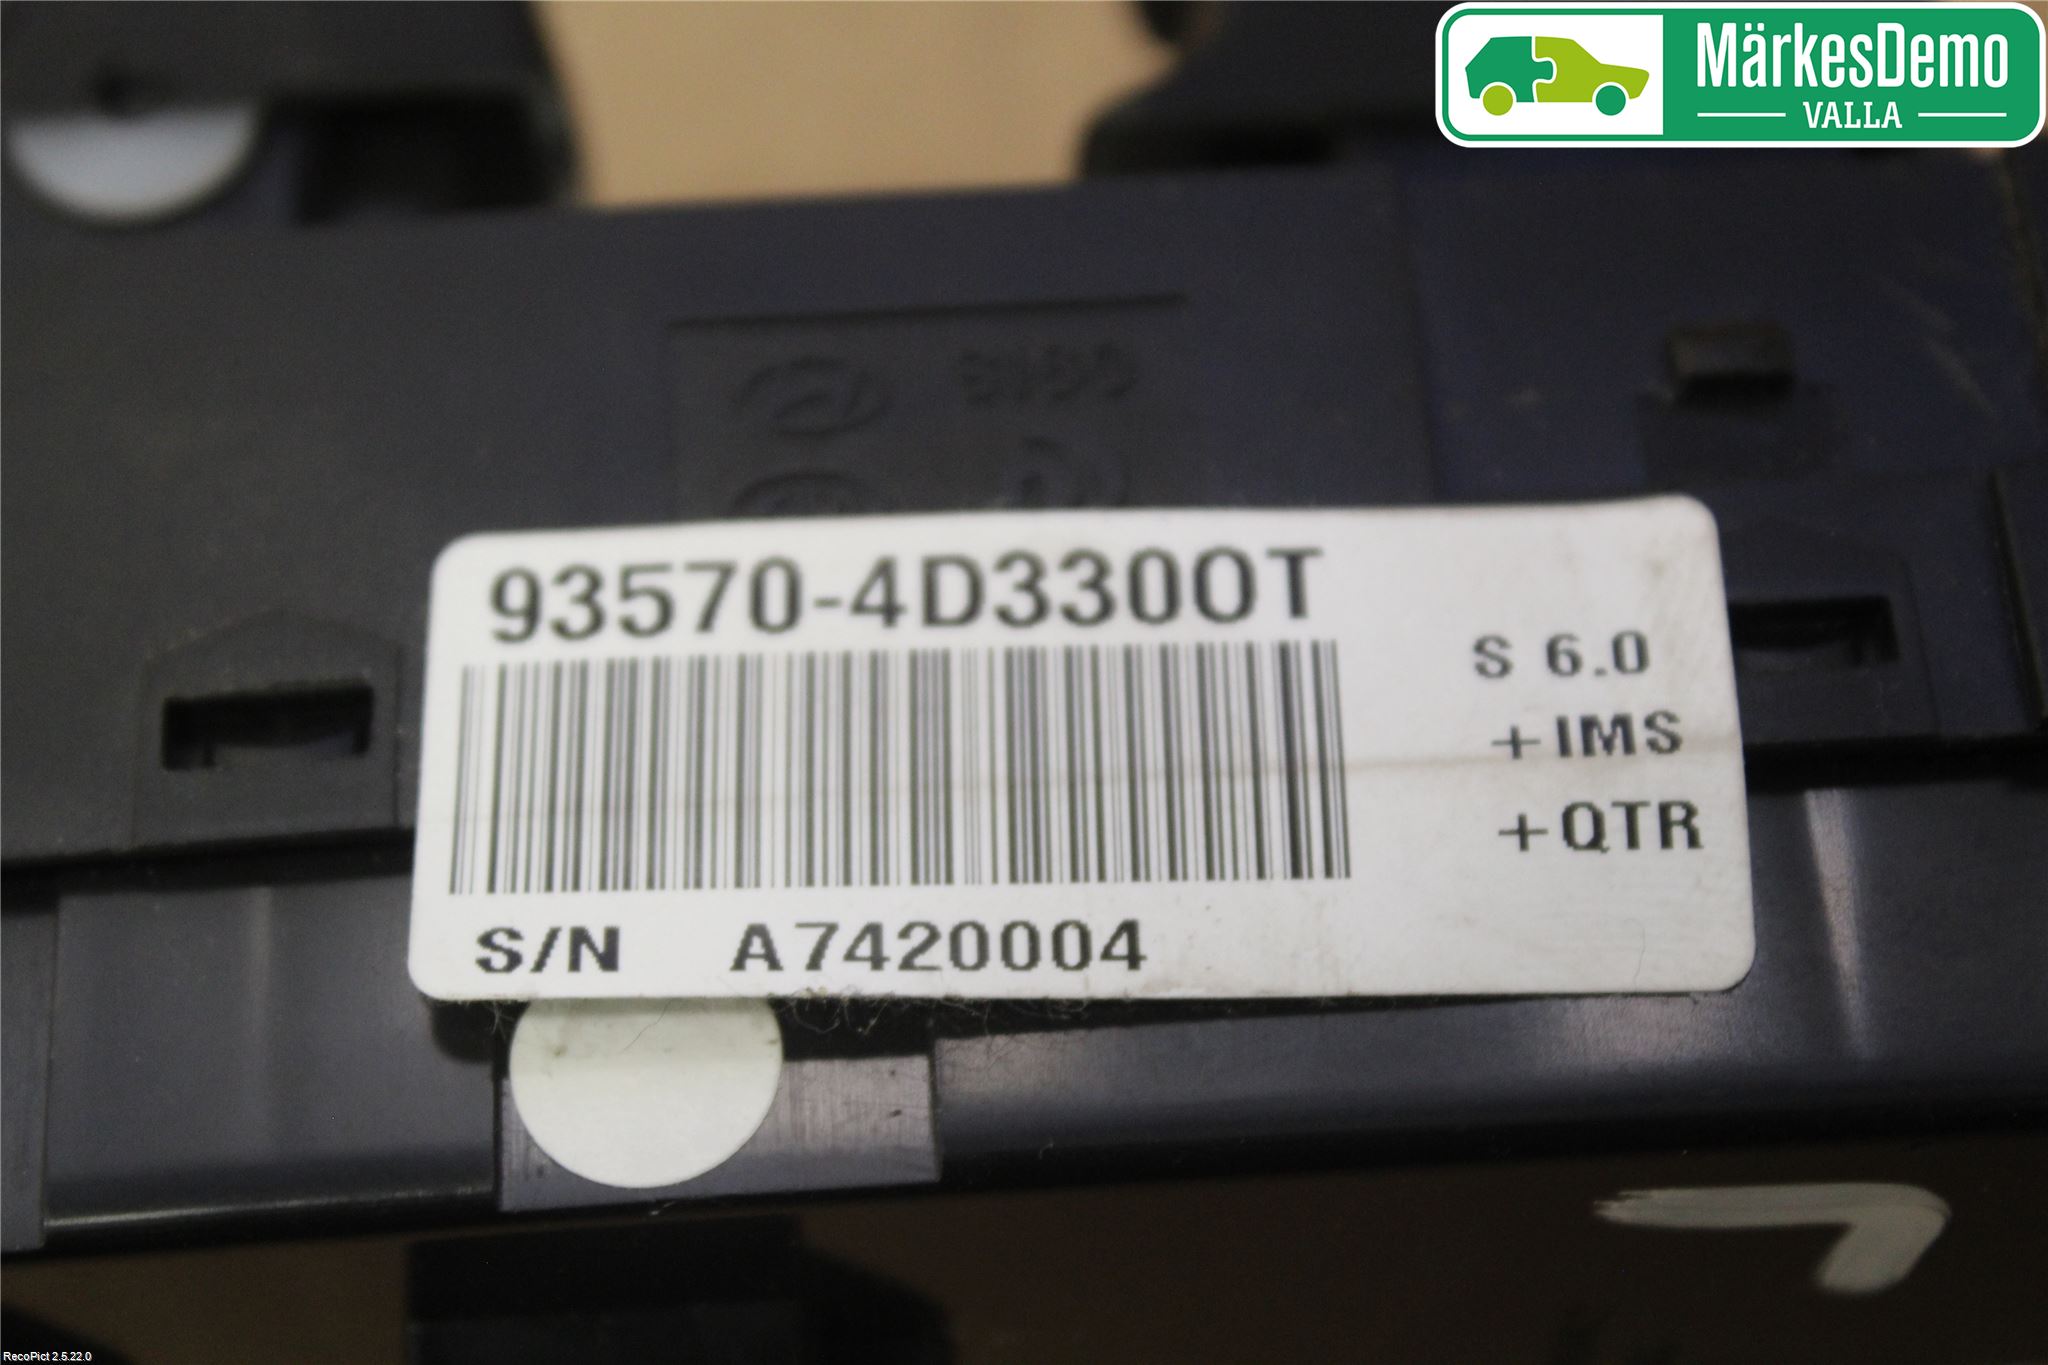 MärkesDemo
VALLA
93570-4D3300T
S 6.0
+IMS
+QTR
S/N A7420004
RecoPict 2.5.22.0